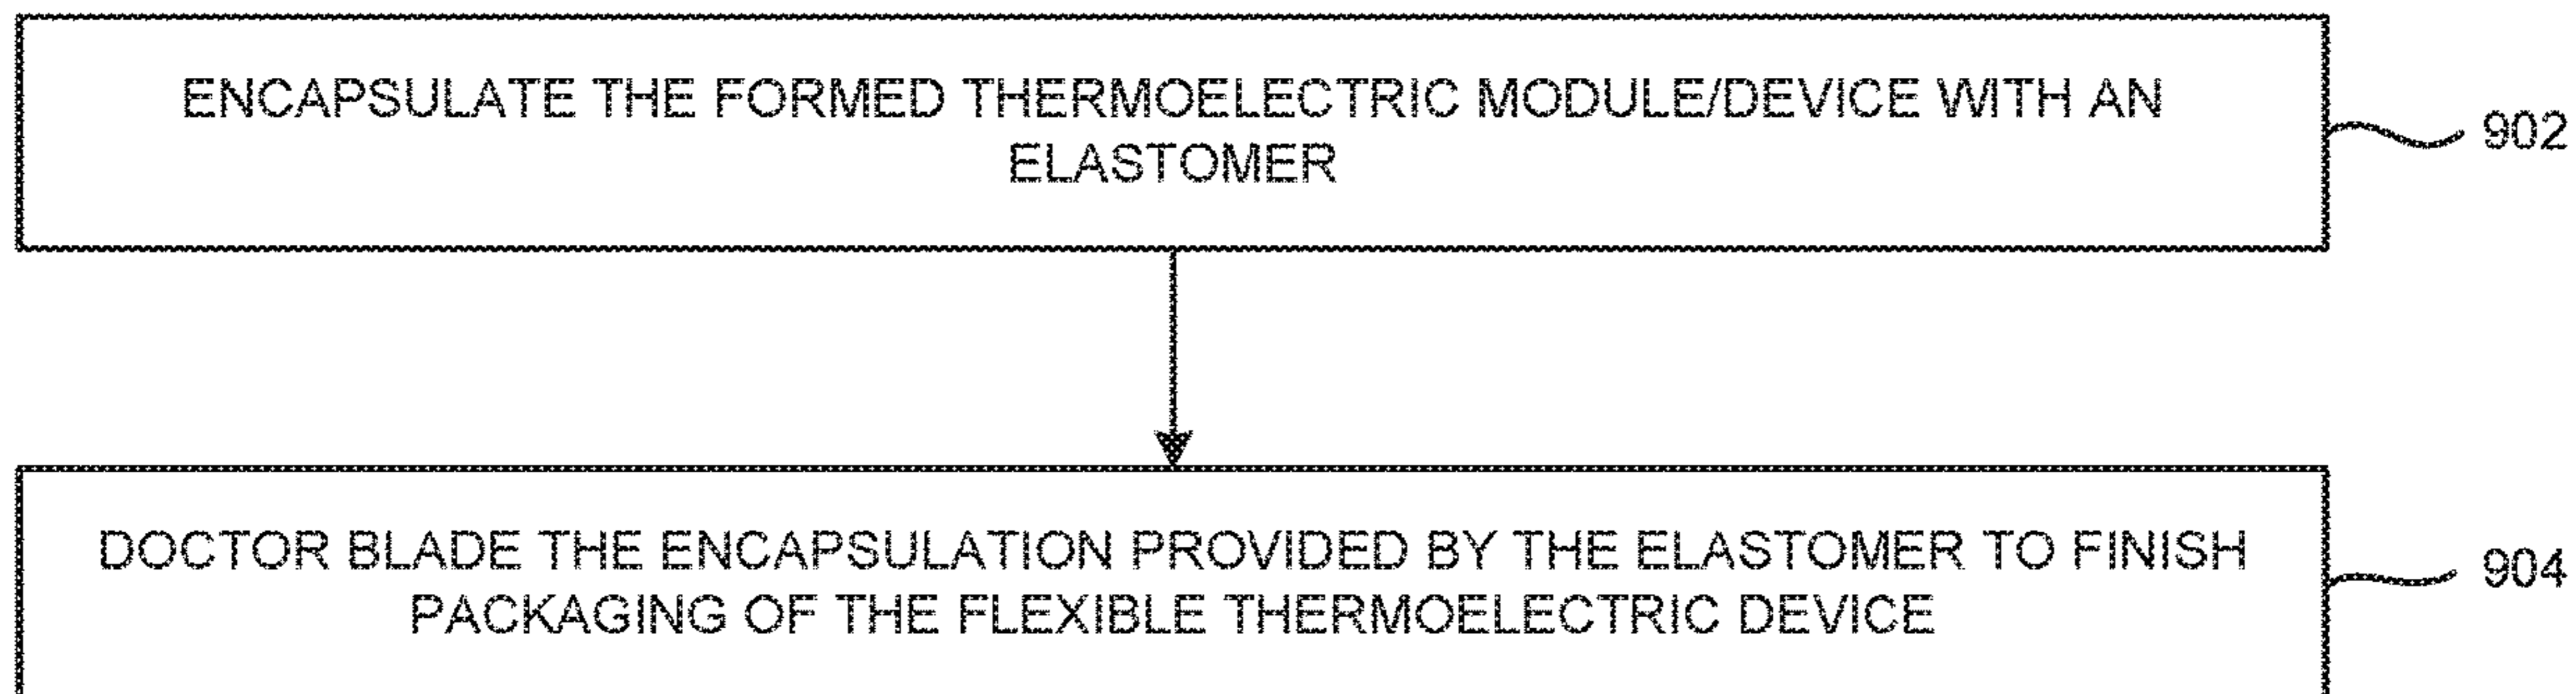 ENCAPSULATE THE FORMED THERMOELECTRIC MODULE/DEVICE WITH AN
ELASTOMER
902
DOCTOR BLADE THE ENCAPSULATION PROVIDED BY THE ELASTOMER TO FINISH
PACKAGING OF THE FLEXIBLE THERMOELECTRIC DEVICE
904